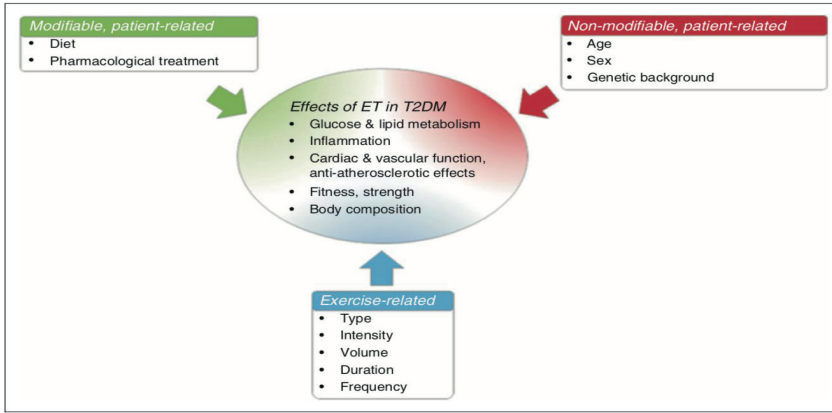 Modifiable, patient-related
• Diet
• Pharmacological treatment
Non-modifiable, patient-related
• Age
• Sex
• Genetic background
Effects of ET in T2DM
• Glucose & lipid metabolism
• Inflammation
• Cardiac & vascular function,
anti-atherosclerotic effects
• Fitness, strength
• Body composition
Exercise-related
• Type
• Intensity
• Volume
• Duration
• Frequency